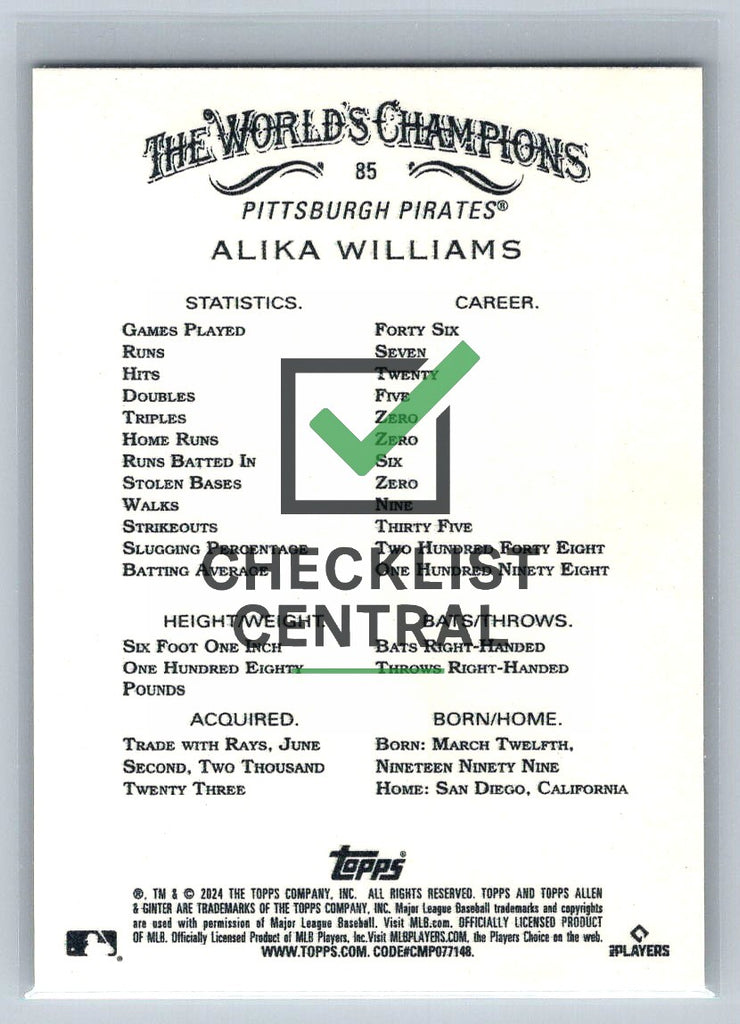 THE WORLD'S CHAMPIONS
85
PITTSBURGH PIRATES®
ALIKA WILLIAMS
STATISTICS. CAREER.
GAMES PLAYED FORTY SIX
RUNS SEVEN
HITS TWENTY
DOUBLES FIVE
TRIPLES ZERO
HOME RUNS ZERO
RUNS BATTED IN SIX
STOLEN BASES ZERO
WALKS NINE
STRIKEOUTS THIRTY FIVE
SLUGGING PERCENTAGE TWO HUNDRED FORTY EIGHT
BATTING AVERAGE ONE HUNDRED NINETY EIGHT
CHECKLIST
CENTRAL
HEIGHT/WEIGHT. BATS/THROWS.
SIX FOOT ONE INCH BATS RIGHT-HANDED
ONE HUNDRED EIGHTY THROWS RIGHT-HANDED
POUNDS
ACQUIRED. BORN/HOME.
TRADE WITH RAYS, JUNE BORN: MARCH TWELFTH,
SECOND, TWO THOUSAND NINETEEN NINETY NINE
TWENTY THREE HOME: SAN DIEGO, CALIFORNIA
topps®
®, TM & © 2024 THE TOPPS COMPANY, INC. ALL RIGHTS RESERVED. TOPPS AND TOPPS ALLEN
& GINTER ARE TRADEMARKS OF THE TOPPS COMPANY, INC. Major League Baseball trademarks and copyrights
are used with permission of Major League Baseball. Visit MLB.com. OFFICIALLY LICENSED PRODUCT
OF MLB. Officially Licensed Product of MLB Players, Inc. Visit MLBPLAYERS.COM, the Players Choice on the web.
WWW.TOPPS.COM. CODE#CMP077148.
PLAYERS